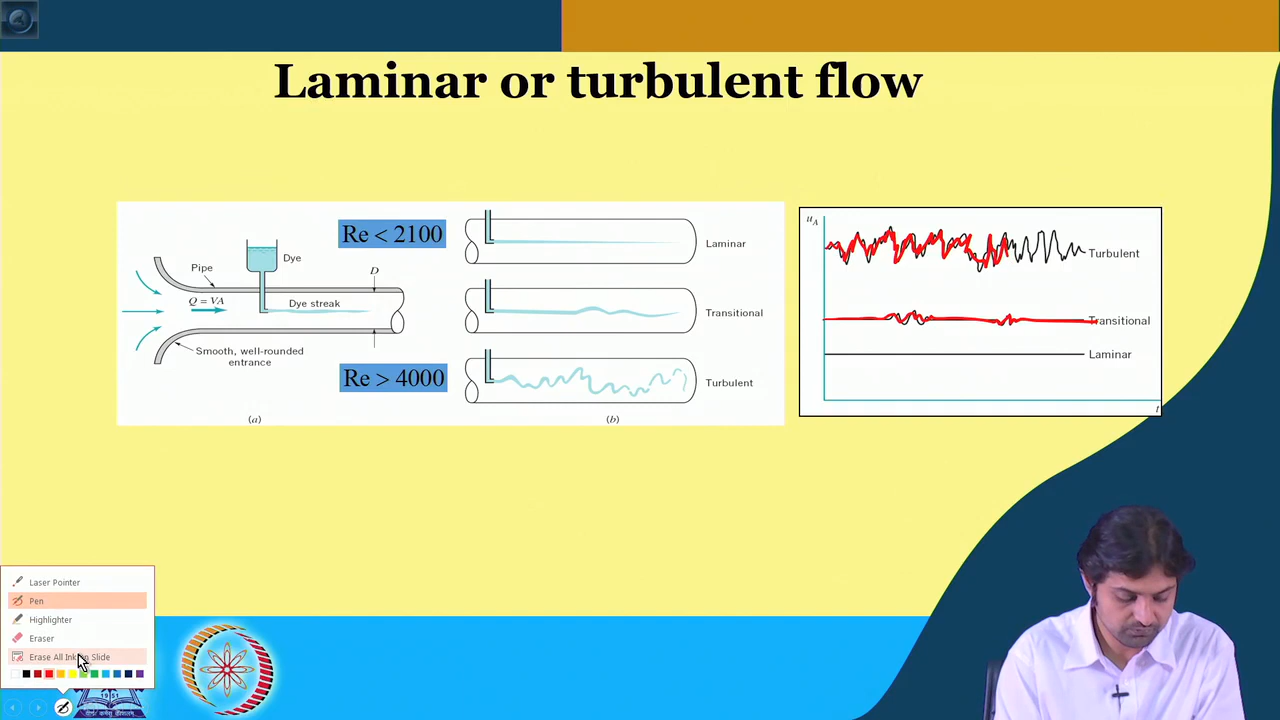 Laminar or turbulent flow
Re < 2100
Re > 4000
Pipe
Dye
D
Q = VA
Dye streak
Smooth, well-rounded
entrance
(a)
Laminar
Transitional
Turbulent
(b)
u_A
Turbulent
Transitional
Laminar
t
Laser Pointer
Pen
Highlighter
Eraser
Erase All Ink on Slide
1951